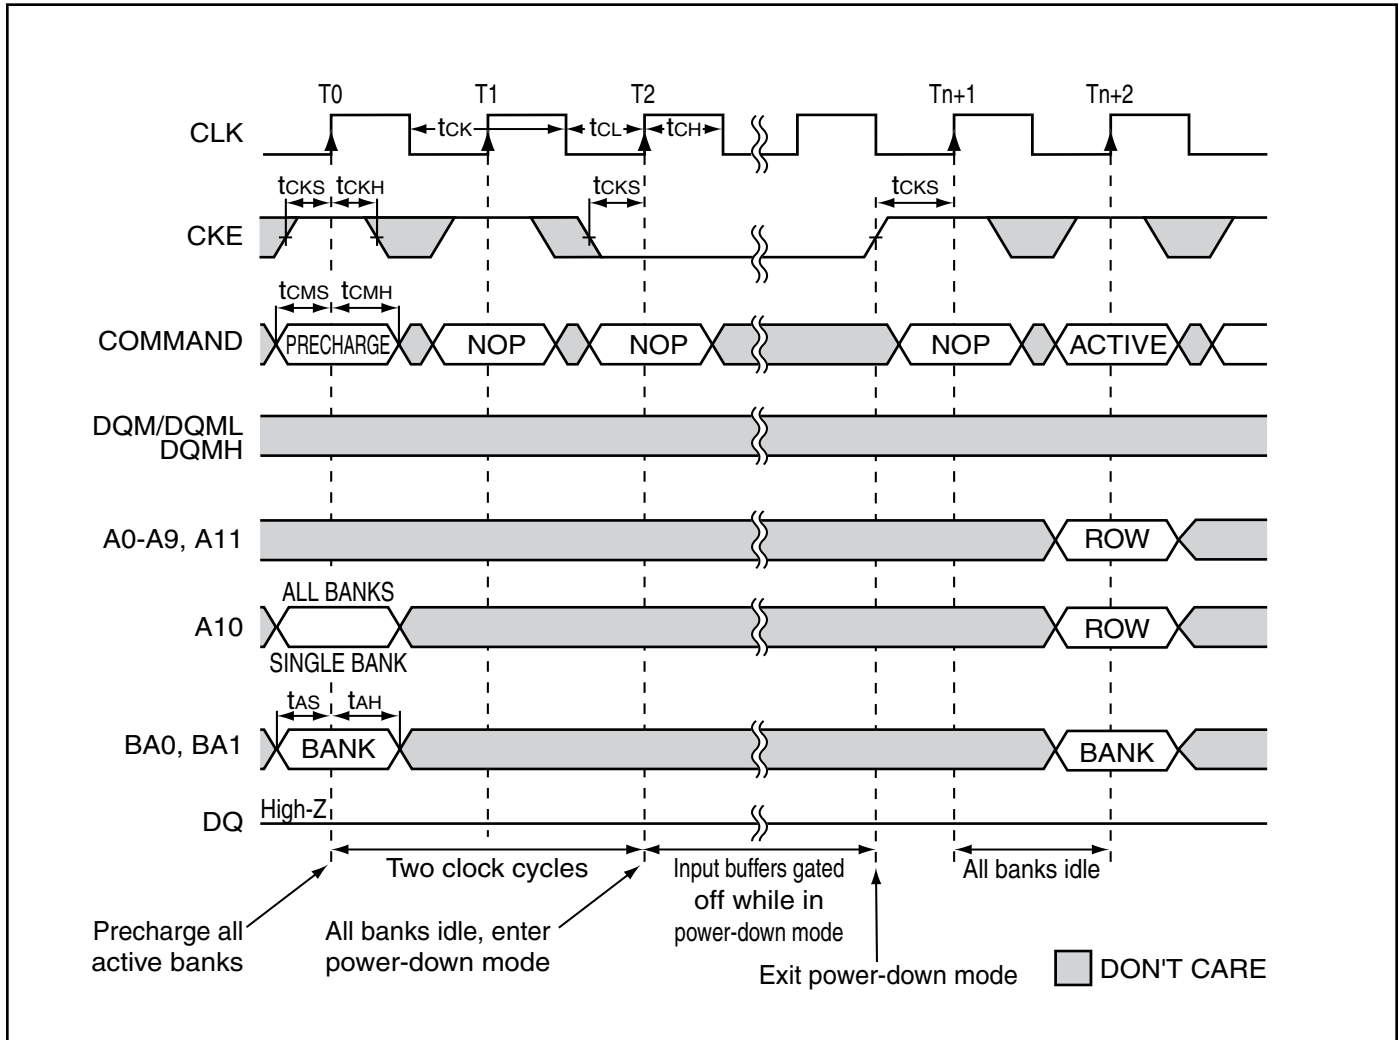 T0 T1 T2 Tn+1 Tn+2
CLK tCK tCL tCH
tCKS tCKH tCKS tCKS
CKE
tCMS tCMH
COMMAND PRECHARGE NOP NOP NOP ACTIVE
DQM/DQML
DQMH
A0-A9, A11 ROW
ALL BANKS
A10 ROW
SINGLE BANK
tAS tAH
BA0, BA1 BANK BANK
High-Z
DQ
Two clock cycles
Input buffers gated
off while in
power-down mode
All banks idle
Precharge all
active banks
All banks idle, enter
power-down mode
Exit power-down mode
DON'T CARE